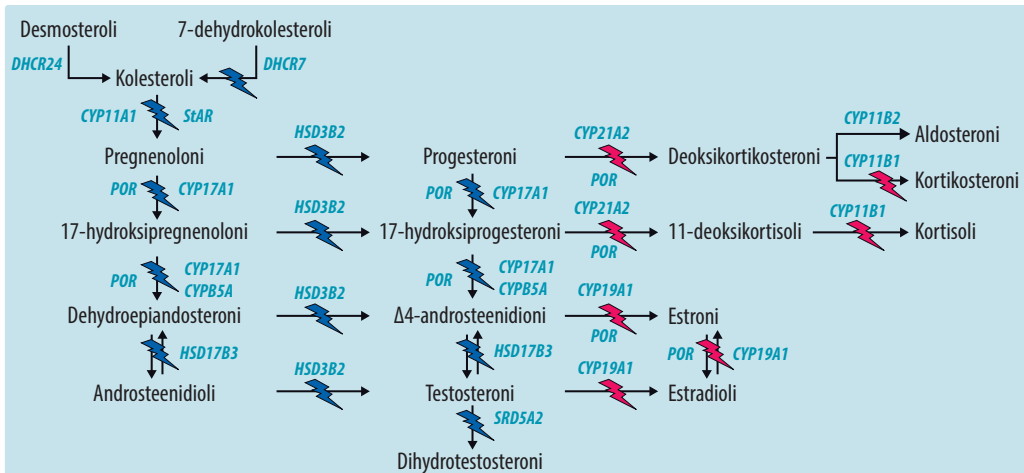 Desmosteroli 7-dehydrokolesteroli
DHCR24 DHCR7
Kolesteroli
CYP11A1 StAR
HSD3B2 CYP21A2 CYP11B2
Aldosteroni
Pregnenoloni Progesteroni Deoksikortikosteroni
POR CYP11B1
Kortikosteroni
POR CYP17A1 POR CYP17A1
HSD3B2 CYP21A2 CYP11B1
17-hydroksipregnenoloni 17-hydroksiprogesteroni 11-deoksikortisoli Kortisoli
POR
POR CYP17A1 POR CYP17A1
CYPB5A CYPB5A
HSD3B2 CYP19A1
Dehydroepiandosteroni Δ4-androsteenidioni Estroni
POR
HSD17B3 HSD17B3 POR CYP19A1
HSD3B2 CYP19A1
Androsteenidioli Testosteroni Estradioli
SRD5A2
Dihydrotestosteroni